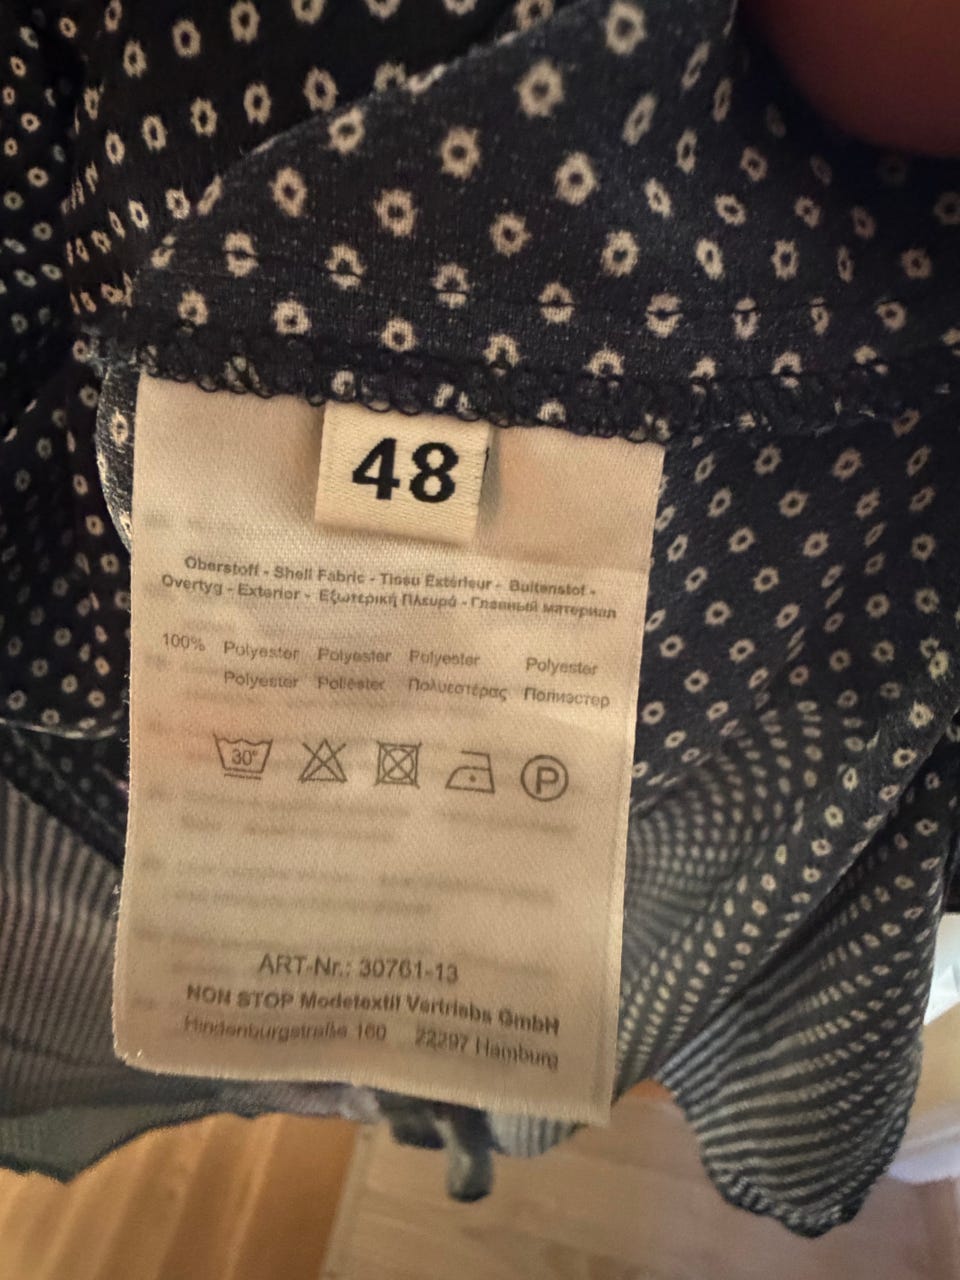 48
Oberstoff - Shell Fabric - Tissu Extérieur - Buitenstof -
Overtyg - Exterior - Εξωτερική Πλευρά - Главный материал
100% Polyester Polyester Polyester Polyester
Polyester Poliéster Πολυεστέρας Полиэстер
30°
P
ART-Nr.: 30761-13
NON STOP Modetextil Vertriebs GmbH
Hindenburgstraße 160 22297 Hamburg